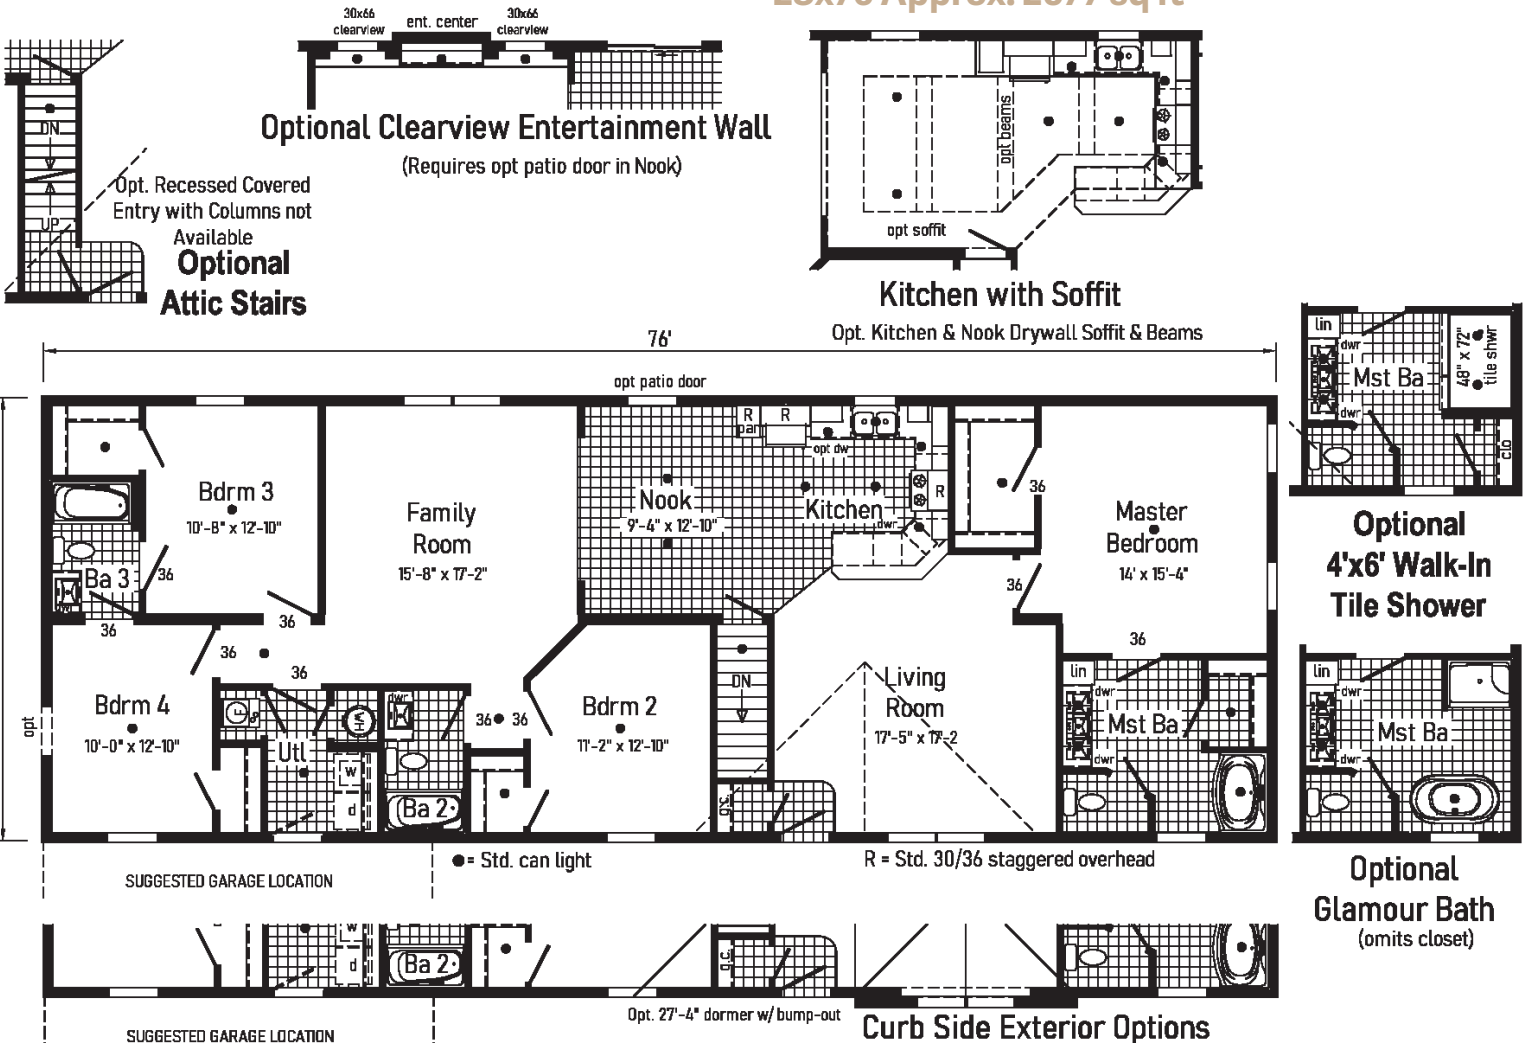 30x66
clearview
ent. center
30x66
clearview
Optional Clearview Entertainment Wall
(Requires opt patio door in Nook)
DN
UP
Opt. Recessed Covered
Entry with Columns not
Available
Optional
Attic Stairs
opt beams
opt soffit
Kitchen with Soffit
Opt. Kitchen & Nook Drywall Soffit & Beams
76'
opt patio door
Bdrm 3
10'-8" x 12'-10"
Ba 3
36
36
36
36
36
Family
Room
15'-8" x 17'-2"
Nook
9'-4" x 12'-10"
R
pan
R
opt dw
Kitchen
dwr
R
36
36
Master
Bedroom
14' x 15'-4"
36
Bdrm 4
10'-0" x 12'-10"
opt
F
Utl
WH
w
d
dwr
Ba 2
36
36
Bdrm 2
11'-2" x 12'-10"
DN
g.c.
Living
Room
17'-5" x 17'-2
lin
dwr
Mst Ba
dwr
lin
dwr
Mst Ba
dwr
48" x 72"
tile shwr
clo
Optional
4'x6' Walk-In
Tile Shower
lin
dwr
Mst Ba
dwr
Optional
Glamour Bath
(omits closet)
SUGGESTED GARAGE LOCATION
= Std. can light
R = Std. 30/36 staggered overhead
w
d
Ba 2
g.c.
SUGGESTED GARAGE LOCATION
Opt. 27'-4" dormer w/ bump-out
Curb Side Exterior Options